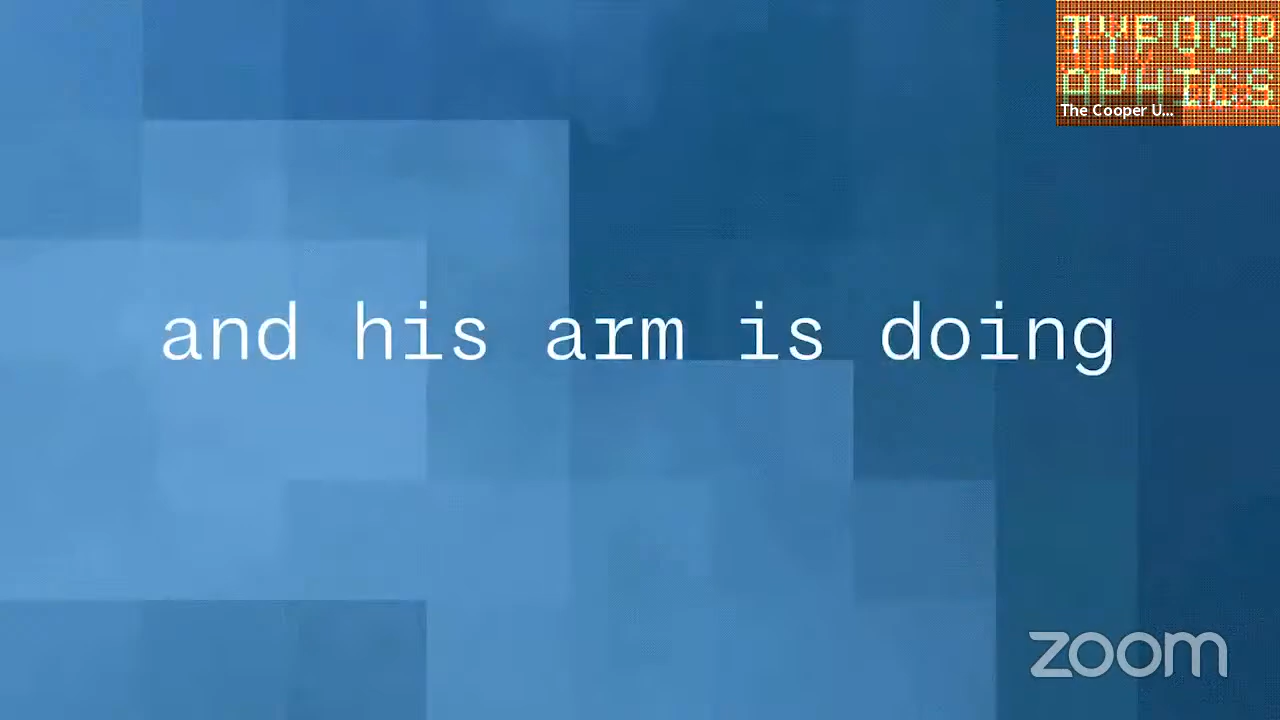 TYPOGR
APHICS
The Cooper U...
and his arm is doing
zoom